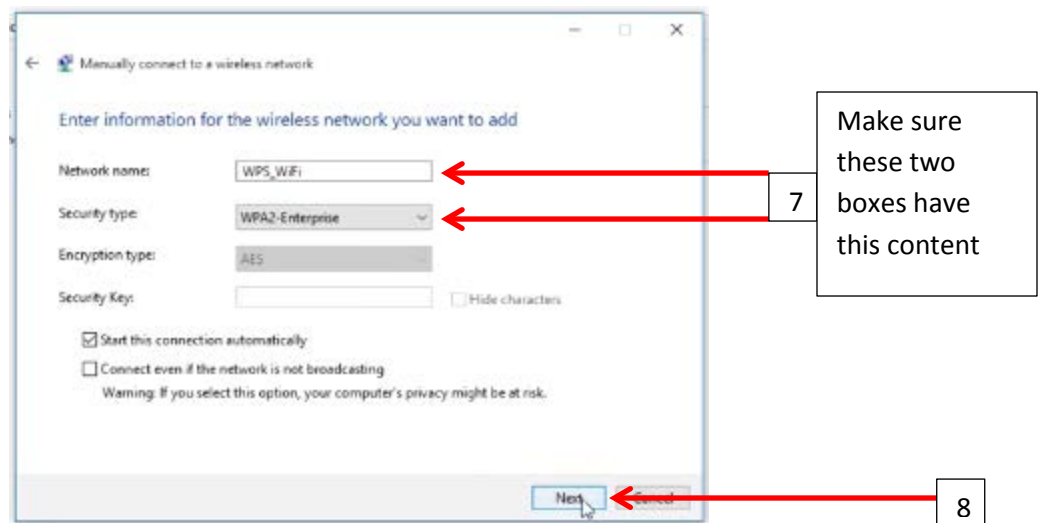 Manually connect to a wireless network
Enter information for the wireless network you want to add
Network name: WPS_WiFi
Security type: WPA2-Enterprise
Encryption type: AES
Security Key: Hide characters
Start this connection automatically
Connect even if the network is not broadcasting
Warning: If you select this option, your computer's privacy might be at risk.
Next Cancel
7
Make sure
these two
boxes have
this content
8